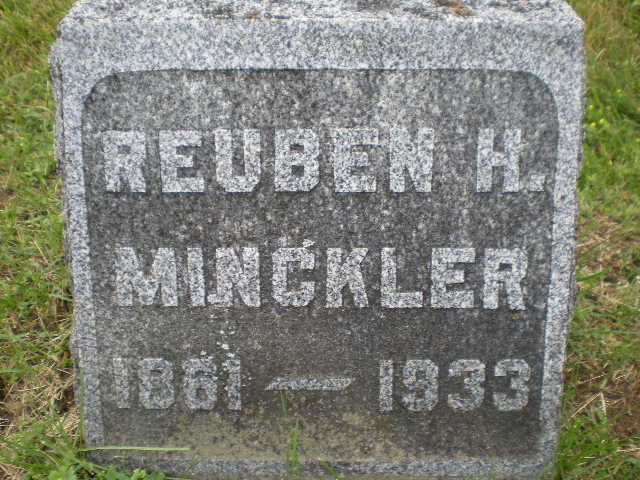 REUBEN H.
MINCKLER
1861 — 1933